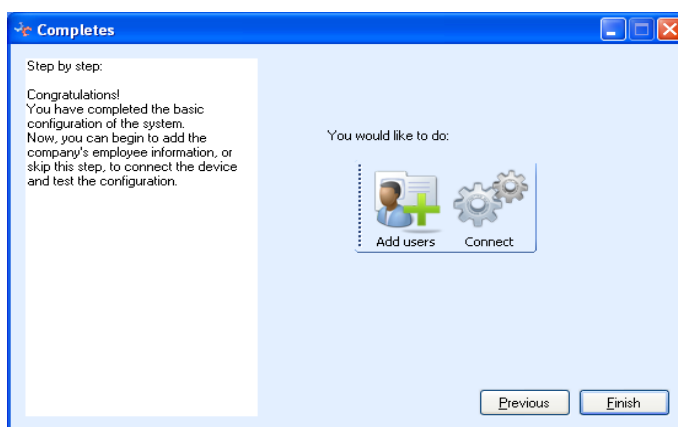 Completes
Step by step:
Congratulations!
You have completed the basic
configuration of the system.
Now, you can begin to add the
company's employee information, or
skip this step, to connect the device
and test the configuration.
You would like to do:
Add users Connect
Previous Finish